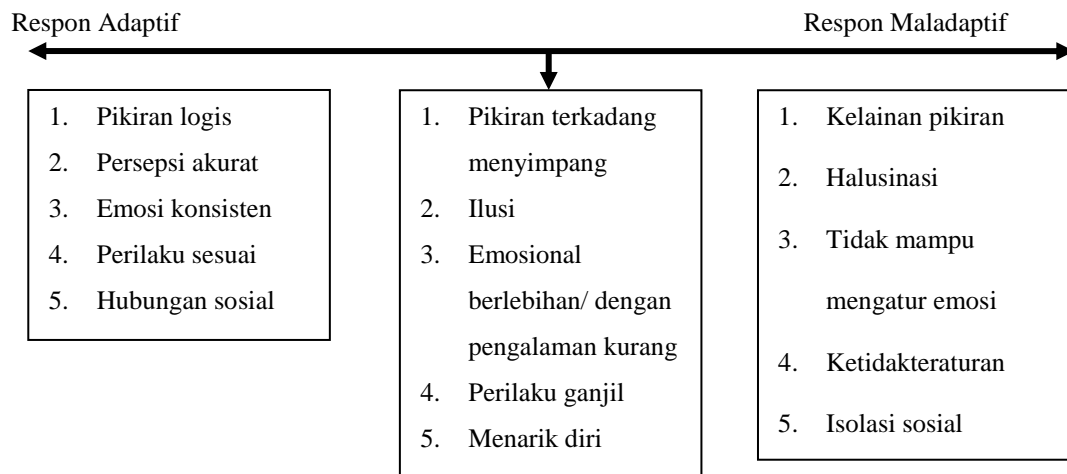 Respon Adaptif
Respon Maladaptif
1. Pikiran logis
2. Persepsi akurat
3. Emosi konsisten
4. Perilaku sesuai
5. Hubungan sosial
1. Pikiran terkadang
menyimpang
2. Ilusi
3. Emosional
berlebihan/ dengan
pengalaman kurang
4. Perilaku ganjil
5. Menarik diri
1. Kelainan pikiran
2. Halusinasi
3. Tidak mampu
mengatur emosi
4. Ketidakteraturan
5. Isolasi sosial